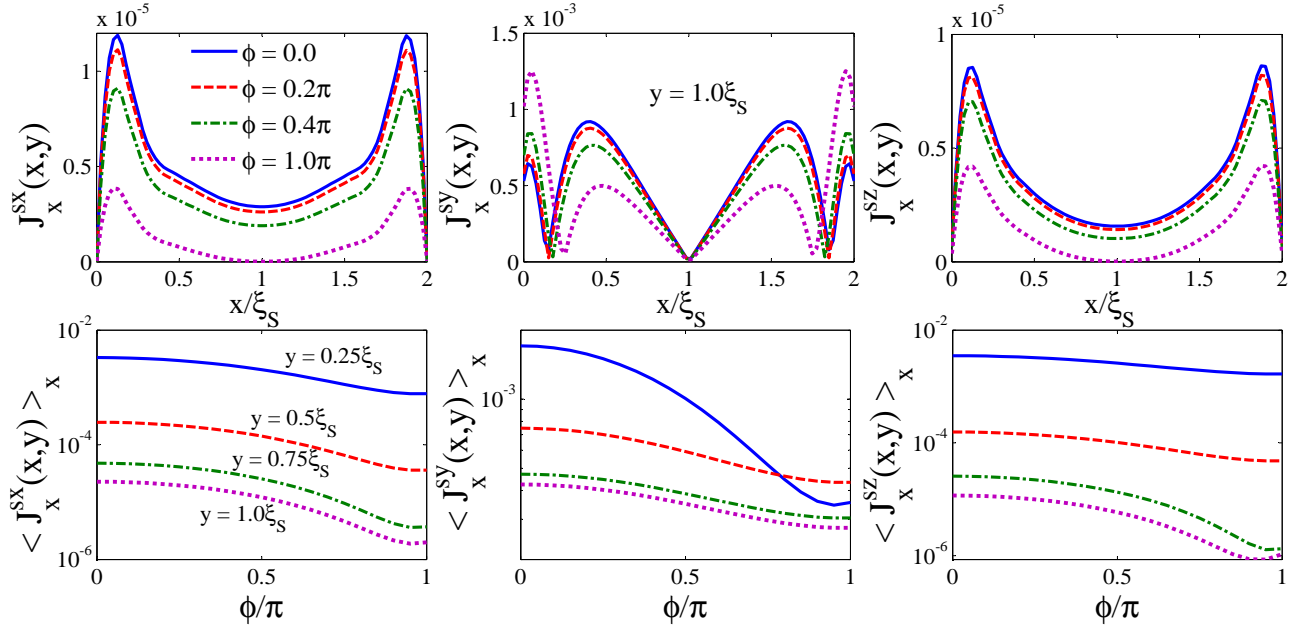 x 10⁻⁵
1
0.5
0
J_x^sx(x,y)
ϕ = 0.0
ϕ = 0.2π
ϕ = 0.4π
ϕ = 1.0π
0 0.5 1 1.5 2
x/ξ_S
x 10⁻³
1.5
1
0.5
0
J_x^sy(x,y)
y = 1.0ξ_S
0 0.5 1 1.5 2
x/ξ_S
x 10⁻⁵
1
0.5
0
J_x^sz(x,y)
0 0.5 1 1.5 2
x/ξ_S
10⁻²
10⁻⁴
10⁻⁶
< J_x^sx(x,y) >_x
y = 0.25ξ_S
y = 0.5ξ_S
y = 0.75ξ_S
y = 1.0ξ_S
0 0.5 1
ϕ/π
10⁻³
< J_x^sy(x,y) >_x
0 0.5 1
ϕ/π
10⁻²
10⁻⁴
10⁻⁶
< J_x^sz(x,y) >_x
0 0.5 1
ϕ/π